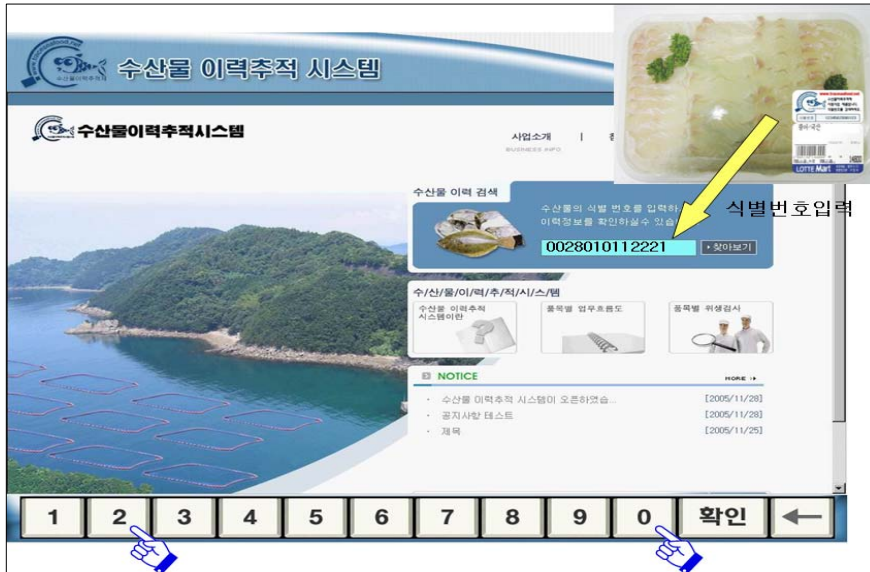 수산물 이력추적 시스템
수산물이력추적시스템
사업소개 |
BUSINESS INFO
LOTTE Mart
식별번호입력
수산물 이력 검색
수산물의 식별 번호를 입력하
이력정보를 확인하실수 있습
0028010112221
찾아보기
수/산/물/이/력/추/적/시/스/템
수산물 이력추적
시스템이란
품목별 업무흐름도
품목별 위생검사
NOTICE
MORE
· 수산물 이력추적 시스템이 오픈하였습.. [2005/11/28]
· 공지사항 테스트 [2005/11/28]
· 제목 [2005/11/25]
1 2 3 4 5 6 7 8 9 0 확인 ←